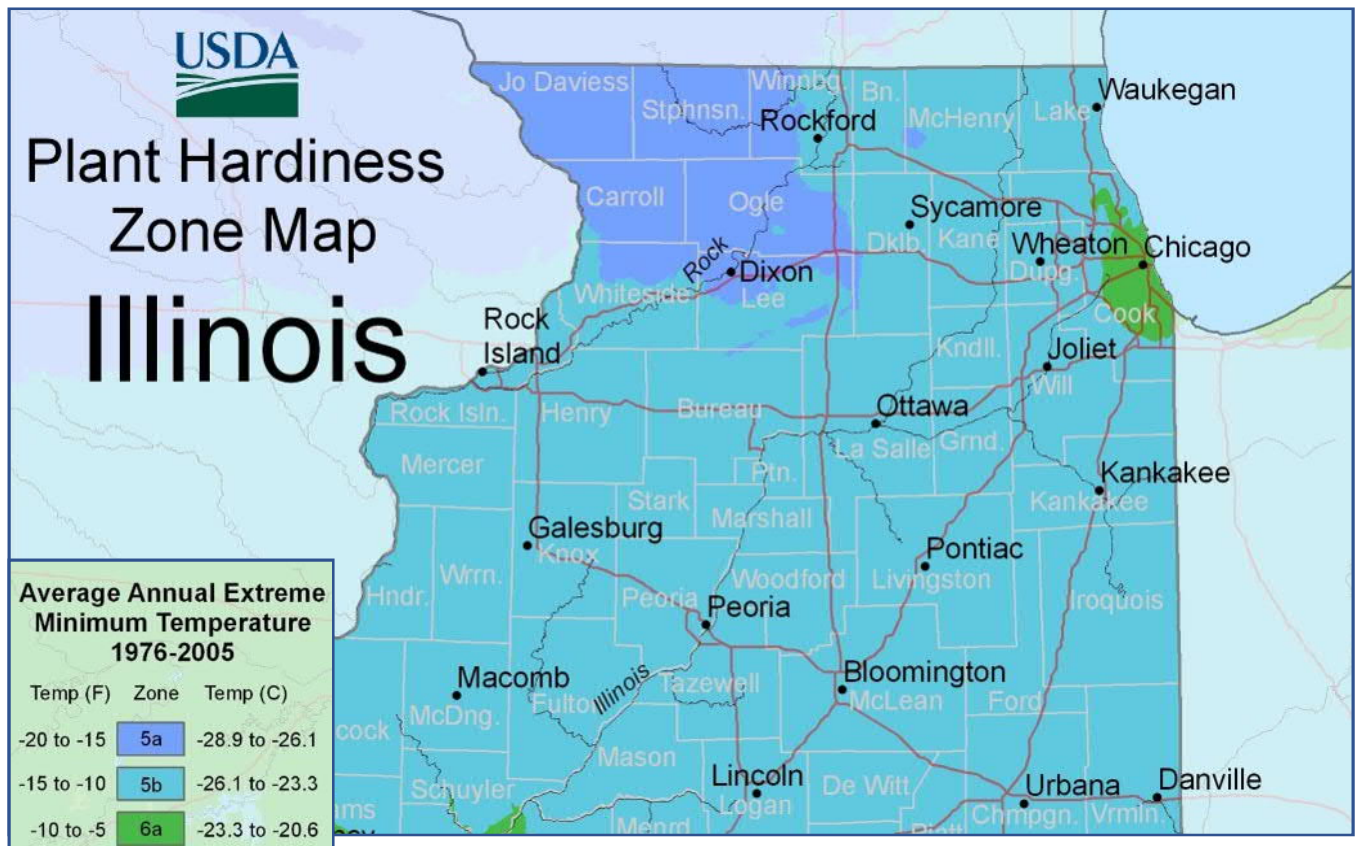 USDA
Plant Hardiness
Zone Map
Illinois
Jo Daviess
Stphnsn.
Winnbg.
Rockford
Bn.
McHenry
Lake
Waukegan
Carroll
Ogle
Sycamore
Dklb.
Kane
Wheaton
Dupg.
Chicago
Cook
Rock
Dixon
Lee
Whiteside
Rock
Island
Kndll.
Joliet
Will
Rock Isln.
Henry
Bureau
Ottawa
La Salle
Grnd.
Mercer
Ptn.
Kankakee
Kankakee
Stark
Marshall
Galesburg
Knox
Pontiac
Livingston
Hndr.
Wrrn.
Peoria
Woodford
Iroquois
Peoria
Macomb
McDng.
Fulton
Illinois
Tazewell
Bloomington
McLean
Ford
cock
Mason
Schuyler
Lincoln
Logan
De Witt
Urbana
Chmpgn.
Danville
Vrmln.
ams
Menrd
Piatt
Average Annual Extreme
Minimum Temperature
1976-2005
Temp (F) Zone Temp (C)
-20 to -15 5a -28.9 to -26.1
-15 to -10 5b -26.1 to -23.3
-10 to -5 6a -23.3 to -20.6